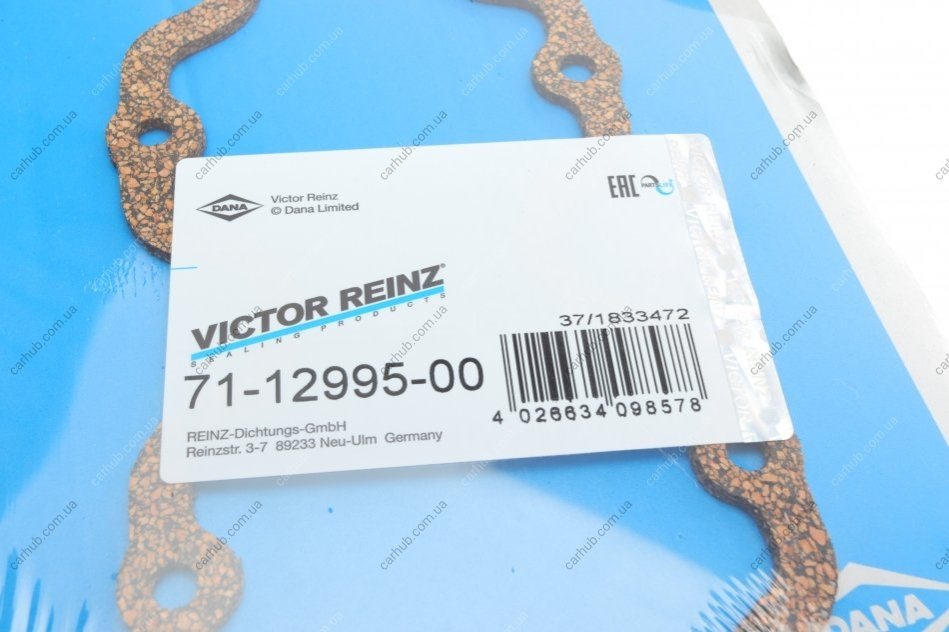 DANA
Victor Reinz
© Dana Limited
EAC
PARTSLIFE
VICTOR REINZ®
SEALING PRODUCTS
71-12995-00
37/1833472
4 026634 098578
REINZ-Dichtungs-GmbH
Reinzstr. 3-7 89233 Neu-Ulm Germany
DANA
carhub.com.ua